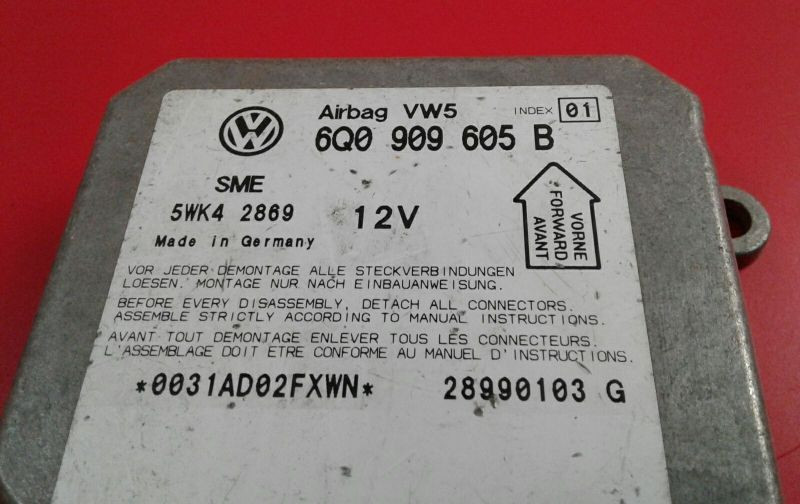 Airbag VW5 INDEX 01
6Q0 909 605 B
SME
5WK4 2869 12V
Made in Germany
VORNE
FORWARD
AVANT
VOR JEDER DEMONTAGE ALLE STECKVERBINDUNGEN
LOESEN. MONTAGE NUR NACH EINBAUANWEISUNG.
BEFORE EVERY DISASSEMBLY, DETACH ALL CONNECTORS.
ASSEMBLE STRICTLY ACCORDING TO MANUAL INSTRUCTIONS.
AVANT TOUT DEMONTAGE ENLEVER TOUS LES CONNECTEURS.
L'ASSEMBLAGE DOIT ETRE CONFORME AU MANUEL D'INSTRUCTIONS.
*0031AD02FXWN* 28990103 G